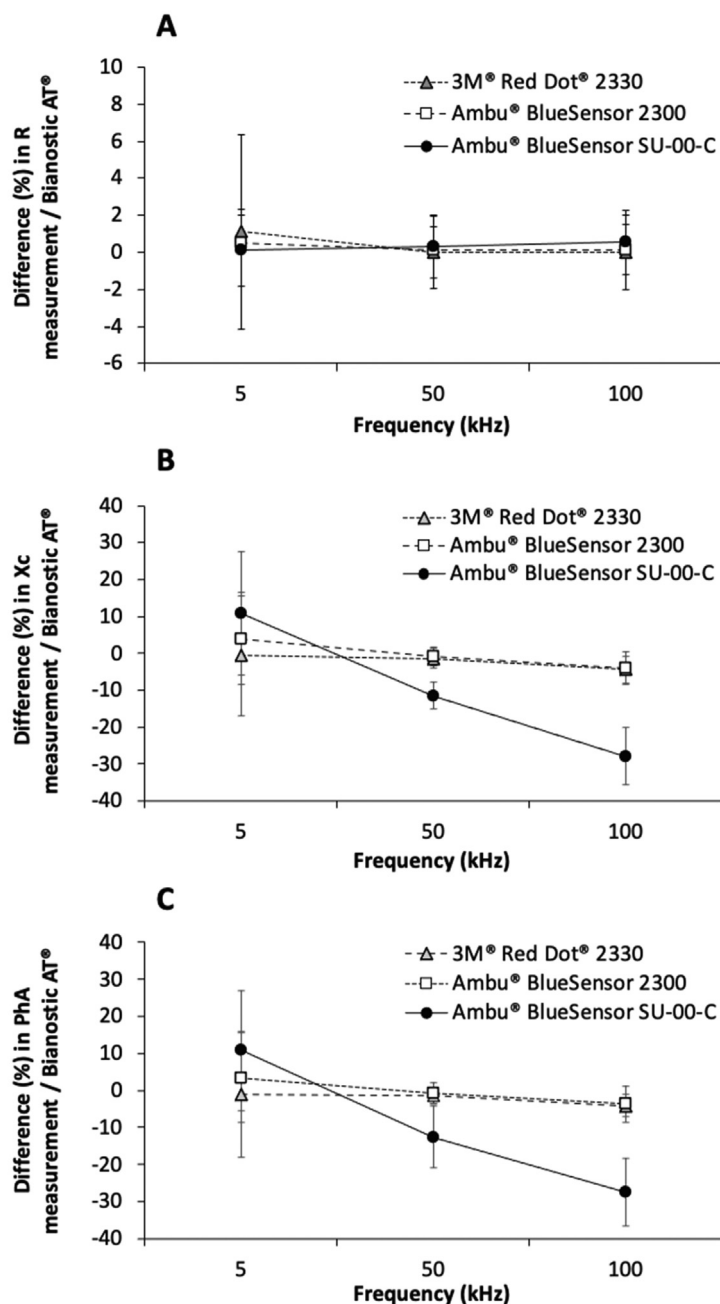 A
Difference (%) in R
measurement / Bianostic AT®
10
8
6
4
2
0
-2
-4
-6
3M® Red Dot® 2330
Ambu® BlueSensor 2300
Ambu® BlueSensor SU-00-C
5 50 100
Frequency (kHz)
B
Difference (%) in Xc
measurement / Bianostic AT®
40
30
20
10
0
-10
-20
-30
-40
3M® Red Dot® 2330
Ambu® BlueSensor 2300
Ambu® BlueSensor SU-00-C
5 50 100
Frequency (kHz)
C
Difference (%) in PhA
measurement / Bianostic AT®
40
30
20
10
0
-10
-20
-30
-40
3M® Red Dot® 2330
Ambu® BlueSensor 2300
Ambu® BlueSensor SU-00-C
5 50 100
Frequency (kHz)